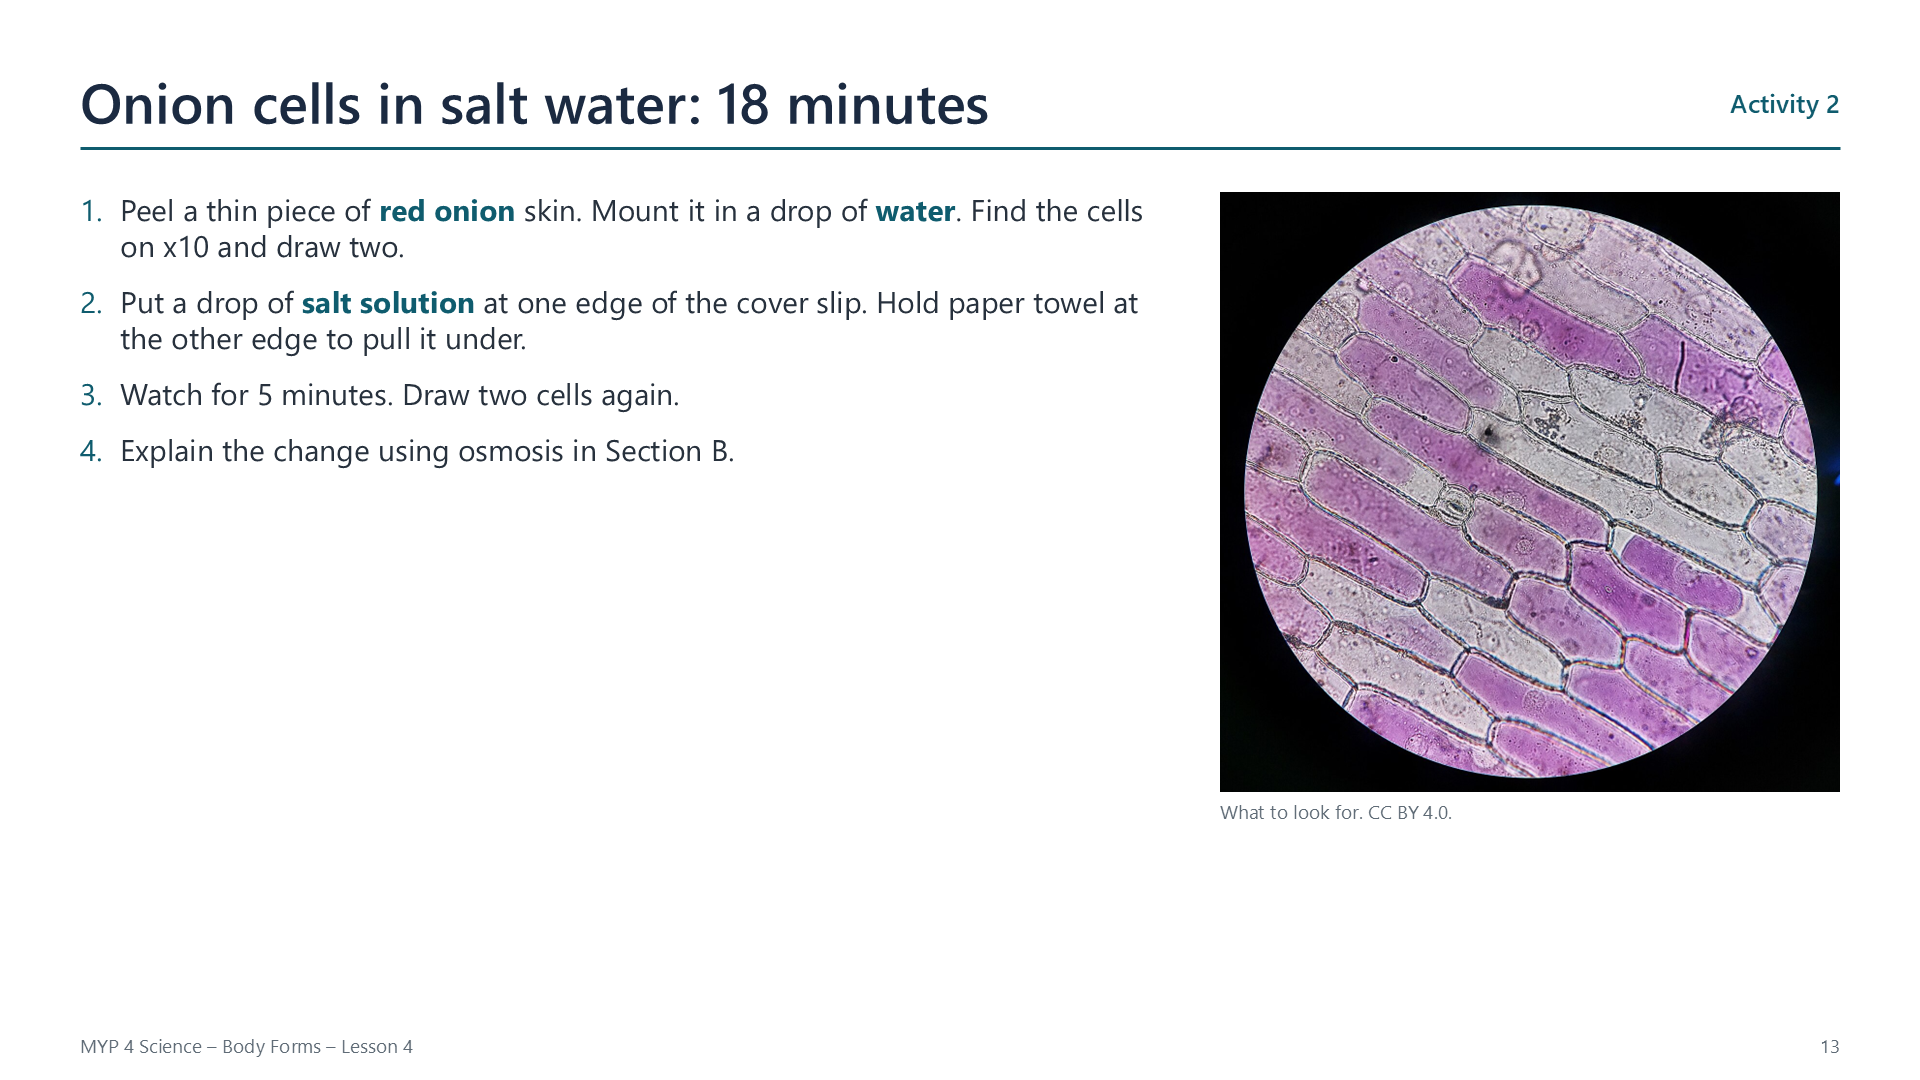 Onion cells in salt water: 18 minutes
Activity 2
1. Peel a thin piece of red onion skin. Mount it in a drop of water. Find the cells
on x10 and draw two.
2. Put a drop of salt solution at one edge of the cover slip. Hold paper towel at
the other edge to pull it under.
3. Watch for 5 minutes. Draw two cells again.
4. Explain the change using osmosis in Section B.
What to look for. CC BY 4.0.
MYP 4 Science – Body Forms – Lesson 4
13